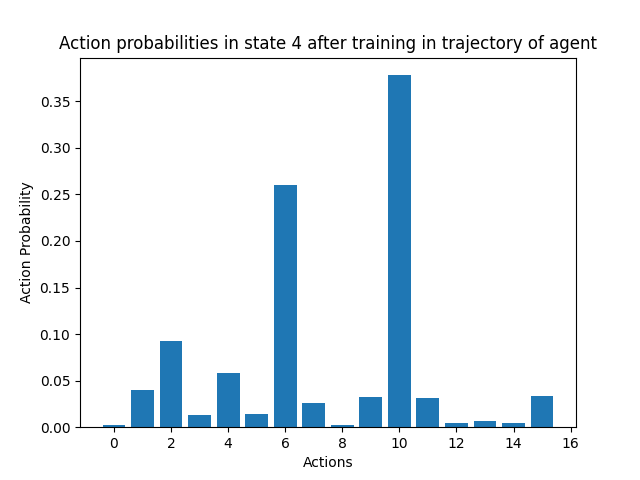 Action probabilities in state 4 after training in trajectory of agent
0.35
0.30
0.25
0.20
0.15
0.10
0.05
0.00
Action Probability
0 2 4 6 8 10 12 14 16
Actions